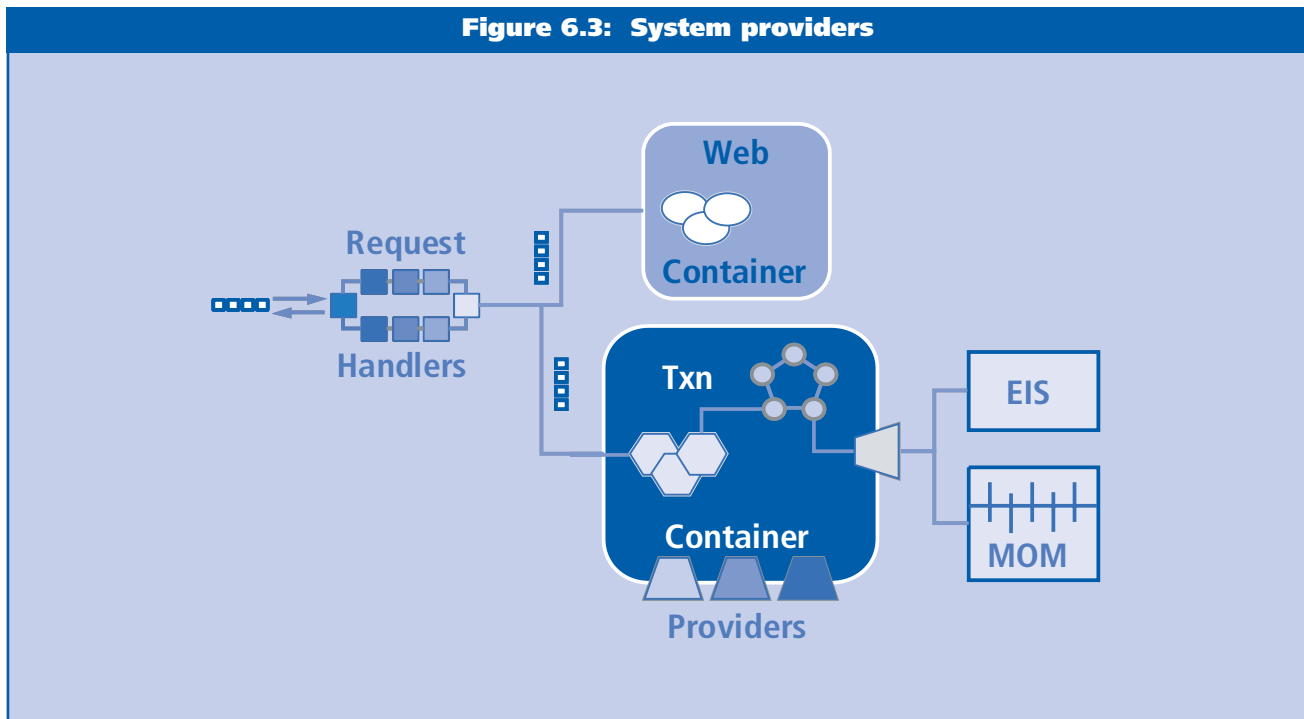 Figure 6.3: System providers
Web
Container
Request
Handlers
Txn
Container
Providers
EIS
MOM